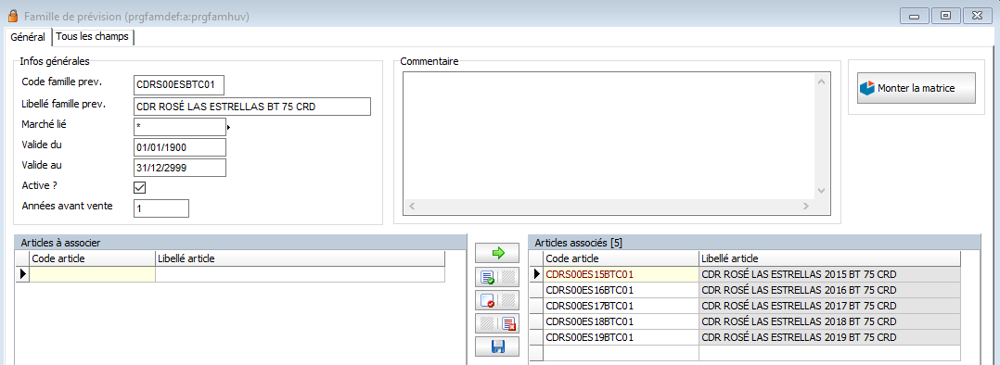 Famille de prévision (prgfamdef:a:prgfamhuv)
Général
Tous les champs
Infos générales
Code famille prev.
CDRS00ESBTC01
Libellé famille prev.
CDR ROSÉ LAS ESTRELLAS BT 75 CRD
Marché lié
*
Valide du
01/01/1900
Valide au
31/12/2999
Active ?
Années avant vente
1
Commentaire
Monter la matrice
Articles à associer
Code article
Libellé article
Articles associés [5]
Code article
Libellé article
CDRS00ES15BTC01
CDR ROSÉ LAS ESTRELLAS 2015 BT 75 CRD
CDRS00ES16BTC01
CDR ROSÉ LAS ESTRELLAS 2016 BT 75 CRD
CDRS00ES17BTC01
CDR ROSÉ LAS ESTRELLAS 2017 BT 75 CRD
CDRS00ES18BTC01
CDR ROSÉ LAS ESTRELLAS 2018 BT 75 CRD
CDRS00ES19BTC01
CDR ROSÉ LAS ESTRELLAS 2019 BT 75 CRD